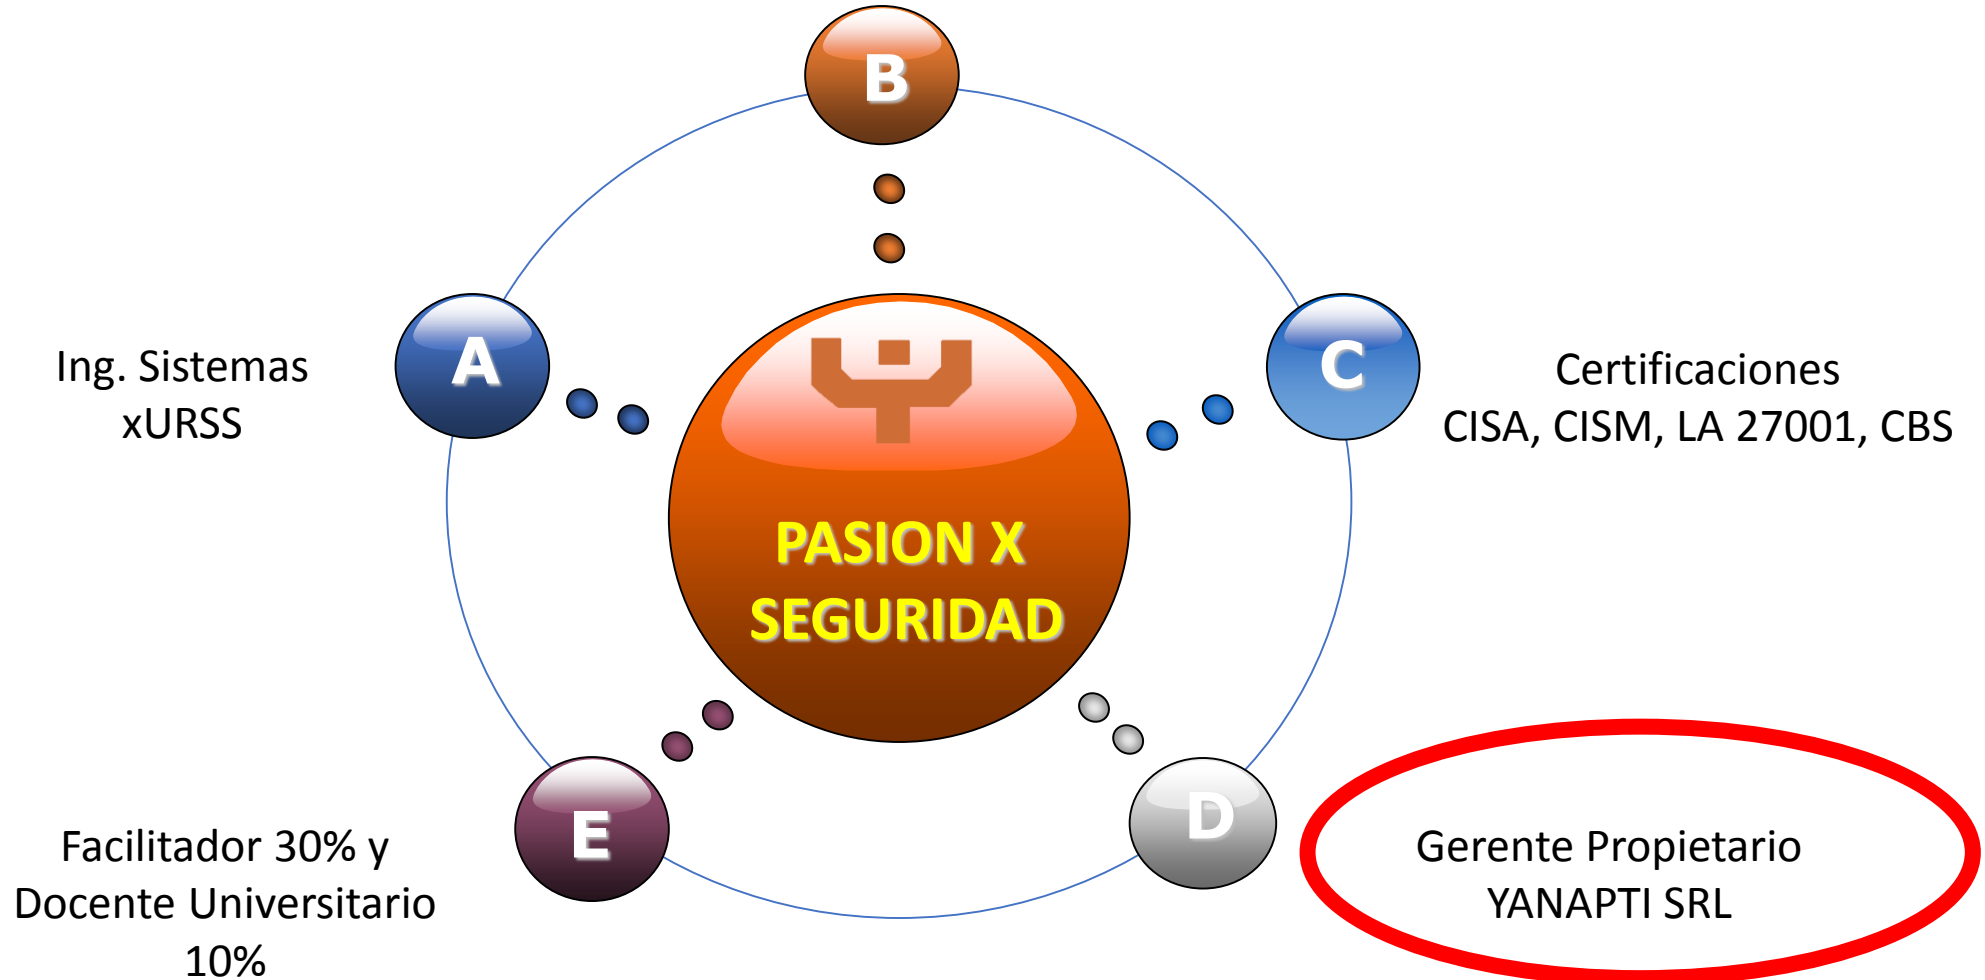 B
A
Ing. Sistemas
xURSS
C
Certificaciones
CISA, CISM, LA 27001, CBS
PASION X
SEGURIDAD
E
Facilitador 30% y
Docente Universitario
10%
D
Gerente Propietario
YANAPTI SRL